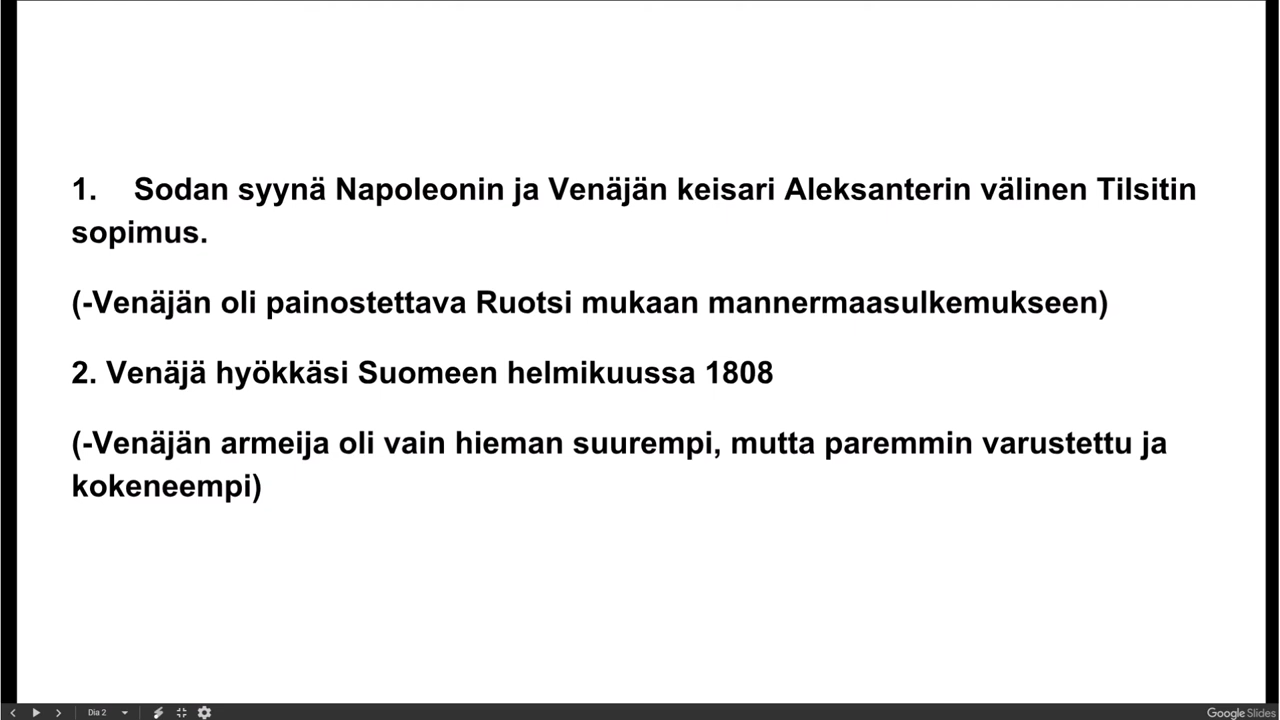 1. Sodan syynä Napoleonin ja Venäjän keisari Aleksanterin välinen Tilsitin
sopimus.
(-Venäjän oli painostettava Ruotsi mukaan mannermaasulkemukseen)
2. Venäjä hyökkäsi Suomeen helmikuussa 1808
(-Venäjän armeija oli vain hieman suurempi, mutta paremmin varustettu ja
kokeneempi)
Dia 2
Google Slides